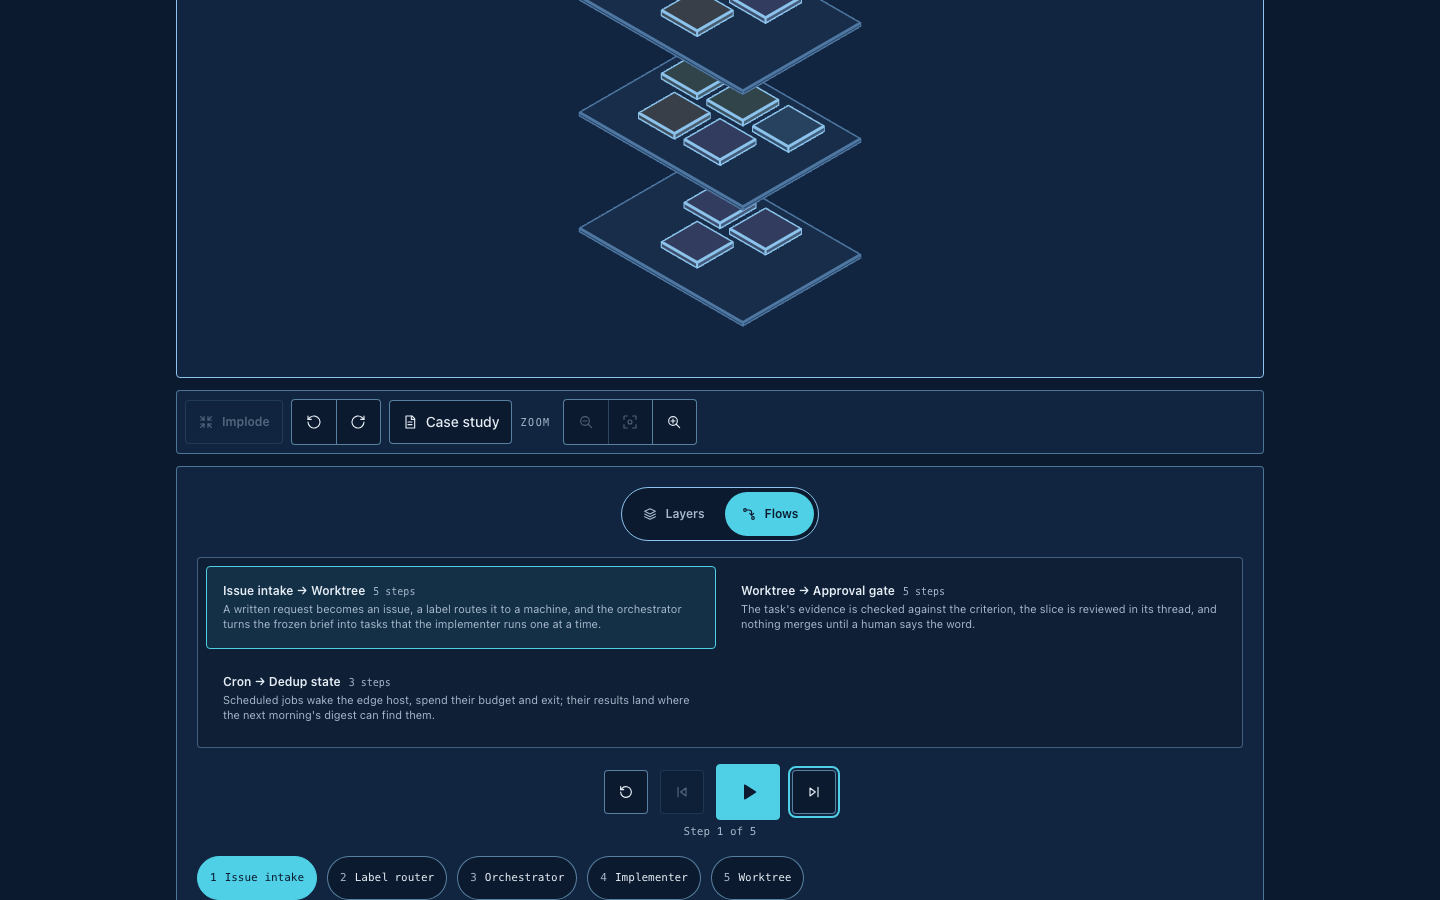 Implode
Case study
ZOOM
Layers
Flows
Issue intake → Worktree 5 steps
A written request becomes an issue, a label routes it to a machine, and the orchestrator
turns the frozen brief into tasks that the implementer runs one at a time.
Worktree → Approval gate 5 steps
The task's evidence is checked against the criterion, the slice is reviewed in its thread, and
nothing merges until a human says the word.
Cron → Dedup state 3 steps
Scheduled jobs wake the edge host, spend their budget and exit; their results land where
the next morning's digest can find them.
Step 1 of 5
1 Issue intake
2 Label router
3 Orchestrator
4 Implementer
5 Worktree